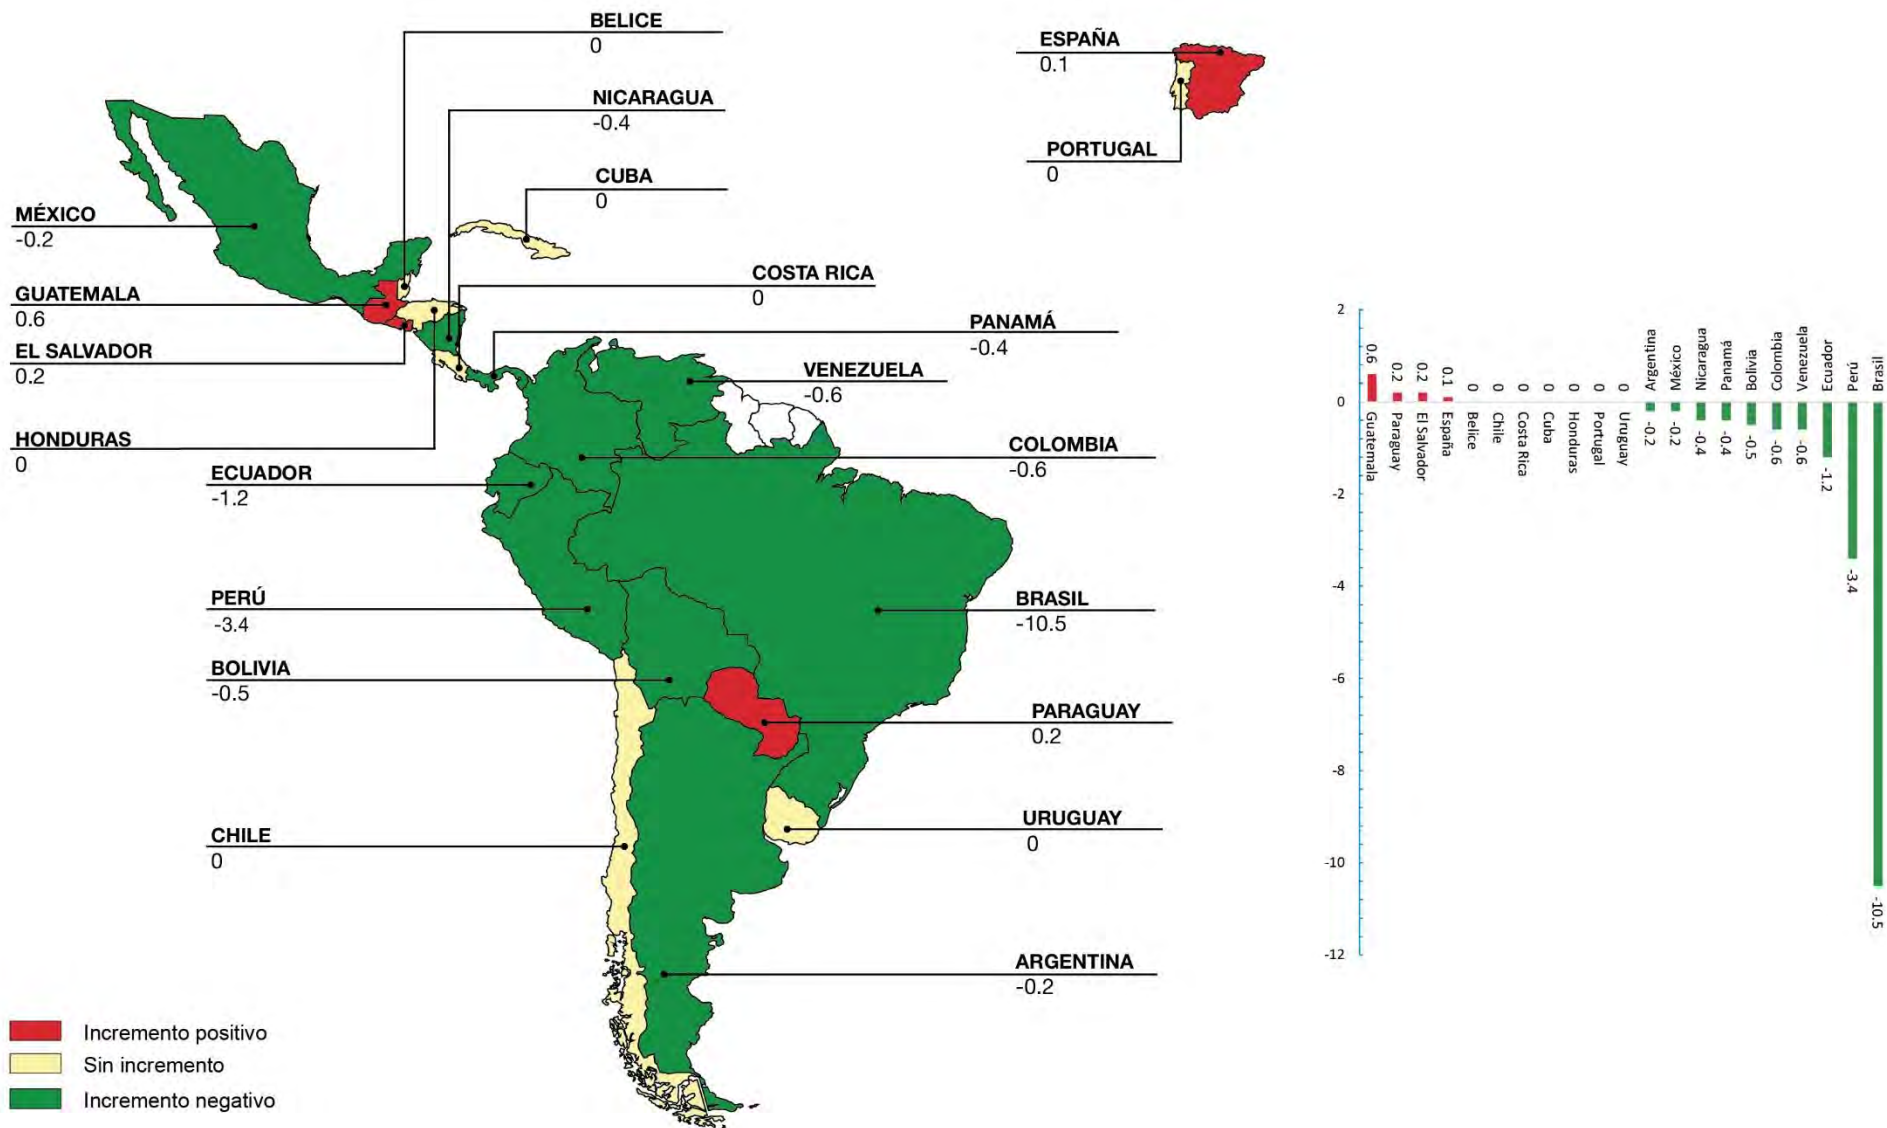 BELICE
0
NICARAGUA
-0.4
CUBA
0
ESPAÑA
0.1
PORTUGAL
0
MÉXICO
-0.2
GUATEMALA
0.6
EL SALVADOR
0.2
HONDURAS
0
COSTA RICA
0
PANAMÁ
-0.4
VENEZUELA
-0.6
COLOMBIA
-0.6
ECUADOR
-1.2
PERÚ
-3.4
BRASIL
-10.5
BOLIVIA
-0.5
PARAGUAY
0.2
CHILE
0
URUGUAY
0
ARGENTINA
-0.2
Incremento positivo
Sin incremento
Incremento negativo
2
0
-2
-4
-6
-8
-10
-12
0.6
Guatemala
0.2
Paraguay
0.2
El Salvador
0.1
España
0
Belice
0
Chile
0
Costa Rica
0
Cuba
0
Honduras
0
Portugal
0
Uruguay
Argentina
-0.2
México
-0.2
Nicaragua
-0.4
Panamá
-0.4
Bolivia
-0.5
Colombia
-0.6
Venezuela
-0.6
Ecuador
-1.2
Perú
-3.4
Brasil
-10.5